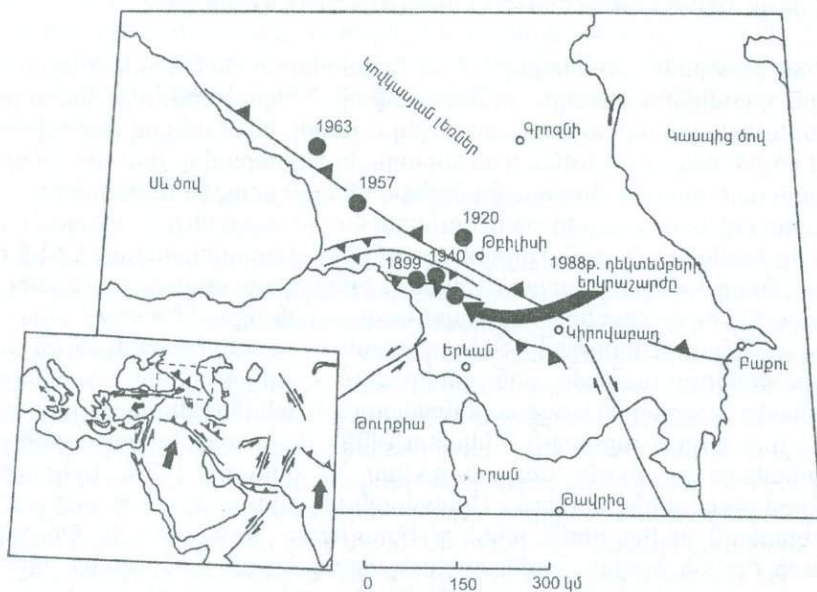 Կովկասյան լեռներ
Գրոզնի
Կասպից ծով
1963
Սև ծով
1957
1920
Թբիլիսի
1940
1899
1988թ. դեկտեմբերի
երկրաշարժը
Կիրովաբադ
Երևան
Բաքու
Թուրքիա
Իրան
Թավրիզ
0 150 300 կմ